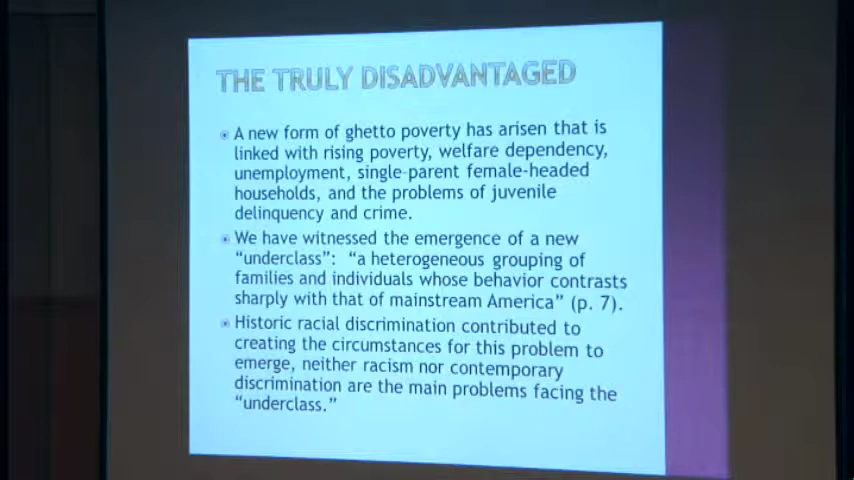 THE TRULY DISADVANTAGED
A new form of ghetto poverty has arisen that is
linked with rising poverty, welfare dependency,
unemployment, single-parent female-headed
households, and the problems of juvenile
delinquency and crime.
We have witnessed the emergence of a new
“underclass”: “a heterogeneous grouping of
families and individuals whose behavior contrasts
sharply with that of mainstream America” (p. 7).
Historic racial discrimination contributed to
creating the circumstances for this problem to
emerge, neither racism nor contemporary
discrimination are the main problems facing the
“underclass.”